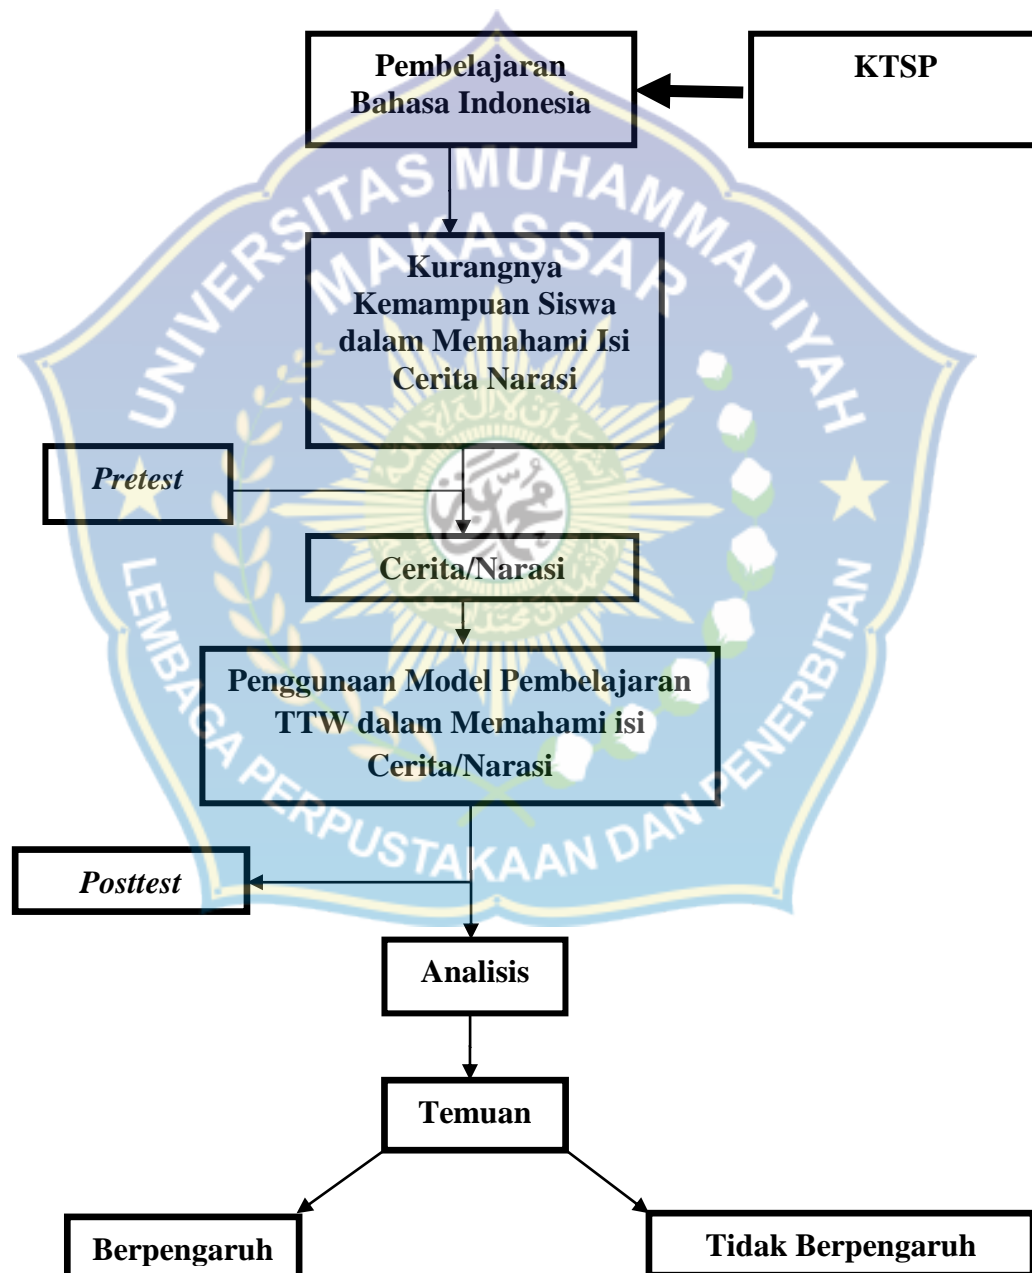 Pembelajaran
Bahasa Indonesia
KTSP
UNIVERSITAS MUHAMMADIYAH
MAKASSAR
Kurangnya
Kemampuan Siswa
dalam Memahami Isi
Cerita Narasi
Pretest
Cerita/Narasi
Penggunaan Model Pembelajaran
TTW dalam Memahami isi
Cerita/Narasi
LEMBAGA PERPUSTAKAAN DAN PENERBITAN
Posttest
Analisis
Temuan
Berpengaruh
Tidak Berpengaruh